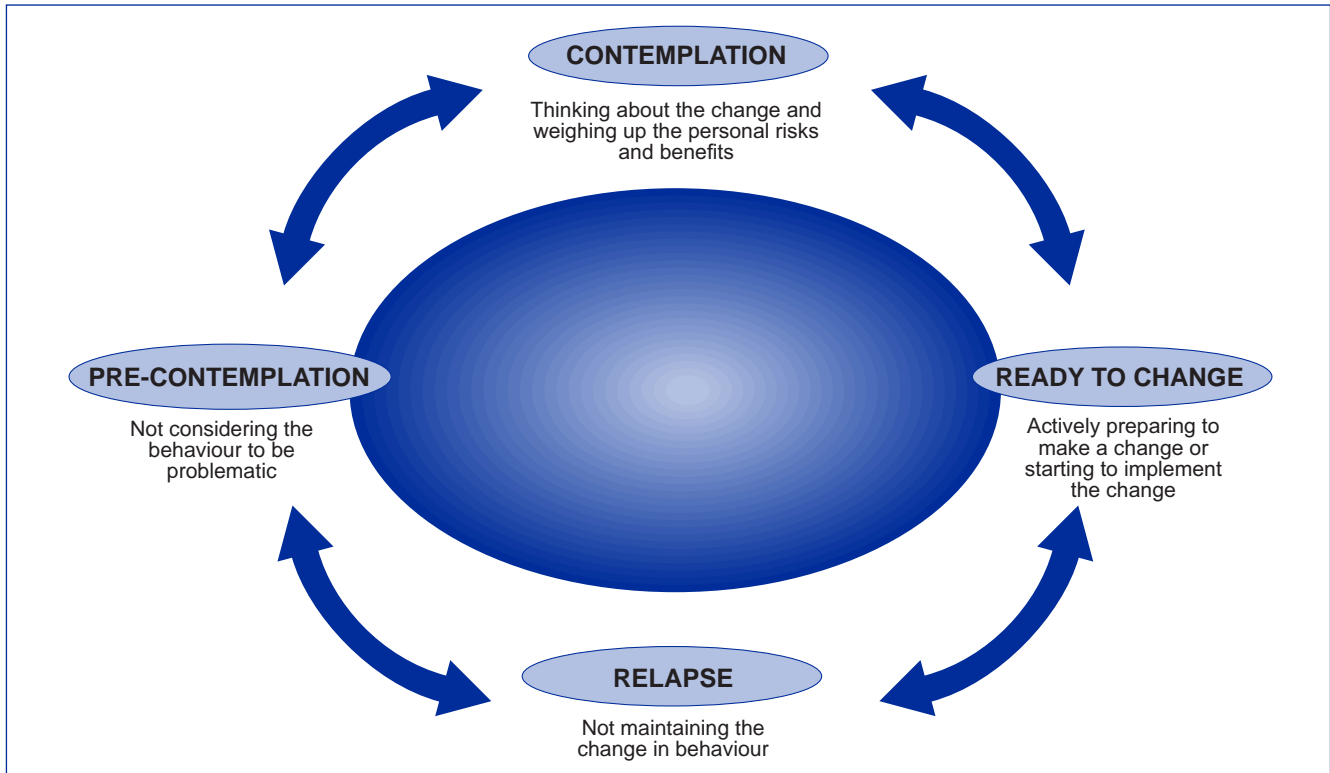 CONTEMPLATION
Thinking about the change and
weighing up the personal risks
and benefits
PRE-CONTEMPLATION
Not considering the
behaviour to be
problematic
READY TO CHANGE
Actively preparing to
make a change or
starting to implement
the change
RELAPSE
Not maintaining the
change in behaviour